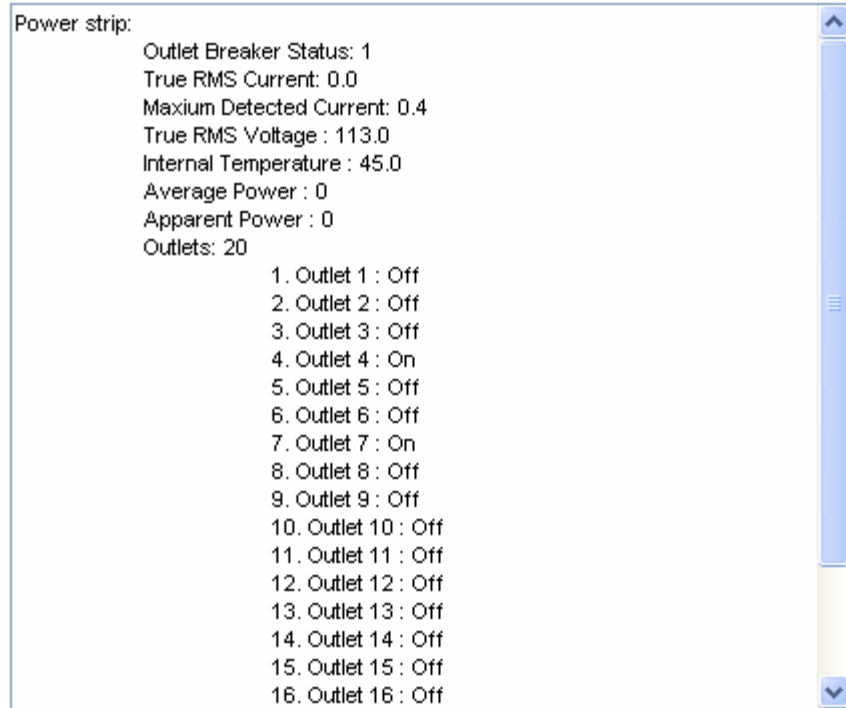 Power strip:
Outlet Breaker Status: 1
True RMS Current: 0.0
Maxium Detected Current: 0.4
True RMS Voltage : 113.0
Internal Temperature : 45.0
Average Power : 0
Apparent Power : 0
Outlets: 20
1. Outlet 1 : Off
2. Outlet 2 : Off
3. Outlet 3 : Off
4. Outlet 4 : On
5. Outlet 5 : Off
6. Outlet 6 : Off
7. Outlet 7 : On
8. Outlet 8 : Off
9. Outlet 9 : Off
10. Outlet 10 : Off
11. Outlet 11 : Off
12. Outlet 12 : Off
13. Outlet 13 : Off
14. Outlet 14 : Off
15. Outlet 15 : Off
16. Outlet 16 : Off